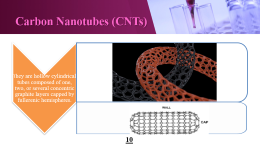 Carbon Nanotubes (CNTs)
they are hollow cylindrical
tubes composed of one,
two, or several concentric
graphite layers capped by
fullerenic hemispheres
WALL
CAP
10